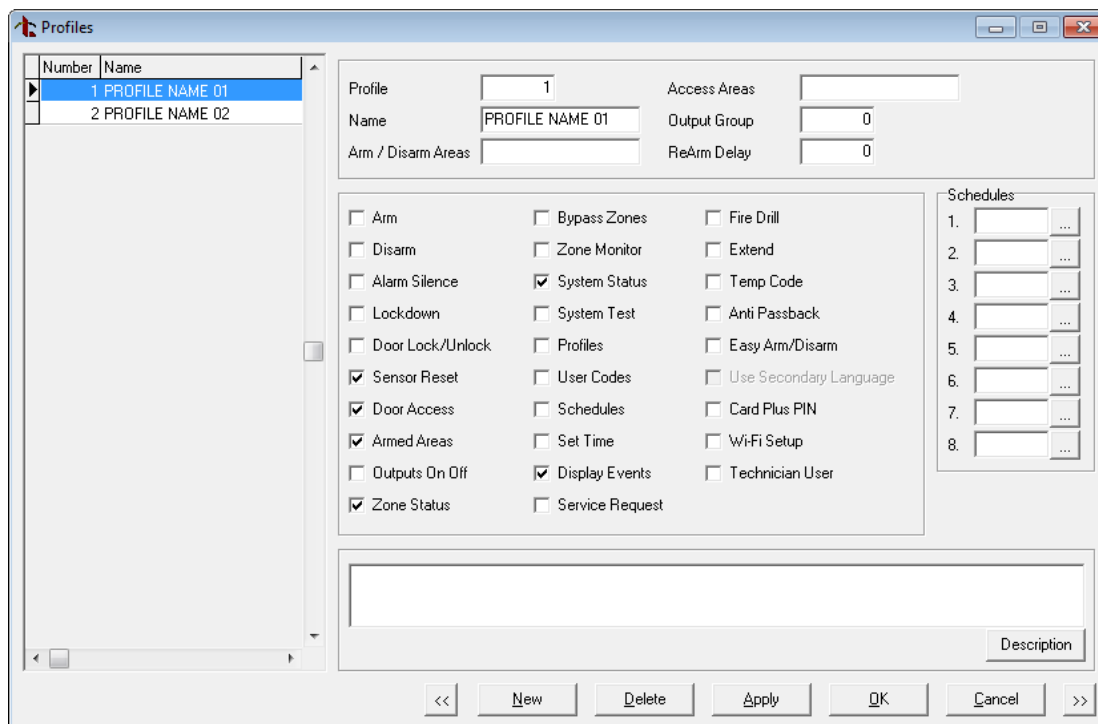 Profiles
Number Name
1 PROFILE NAME 01
2 PROFILE NAME 02
Profile 1 Access Areas
Name PROFILE NAME 01 Output Group 0
Arm / Disarm Areas ReArm Delay 0
Arm Bypass Zones Fire Drill
Disarm Zone Monitor Extend
Alarm Silence System Status Temp Code
Lockdown System Test Anti Passback
Door Lock/Unlock Profiles Easy Arm/Disarm
Sensor Reset User Codes Use Secondary Language
Door Access Schedules Card Plus PIN
Armed Areas Set Time Wi-Fi Setup
Outputs On Off Display Events Technician User
Zone Status Service Request
Schedules
1. ...
2. ...
3. ...
4. ...
5. ...
6. ...
7. ...
8. ...
Description
<< New Delete Apply OK Cancel >>